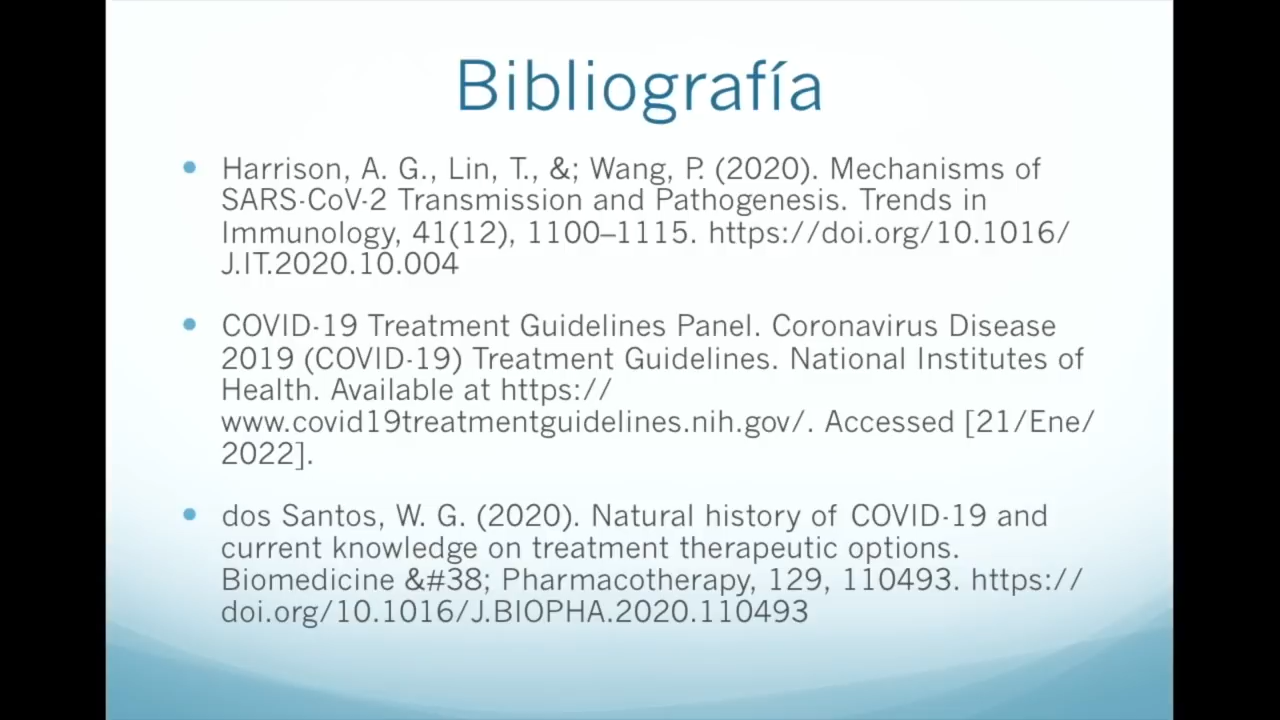 Bibliografía
• Harrison, A. G., Lin, T., &; Wang, P. (2020). Mechanisms of
SARS-CoV-2 Transmission and Pathogenesis. Trends in
Immunology, 41(12), 1100–1115. https://doi.org/10.1016/
J.IT.2020.10.004
• COVID-19 Treatment Guidelines Panel. Coronavirus Disease
2019 (COVID-19) Treatment Guidelines. National Institutes of
Health. Available at https://
www.covid19treatmentguidelines.nih.gov/. Accessed [21/Ene/
2022].
• dos Santos, W. G. (2020). Natural history of COVID-19 and
current knowledge on treatment therapeutic options.
Biomedicine &#38; Pharmacotherapy, 129, 110493. https://
doi.org/10.1016/J.BIOPHA.2020.110493